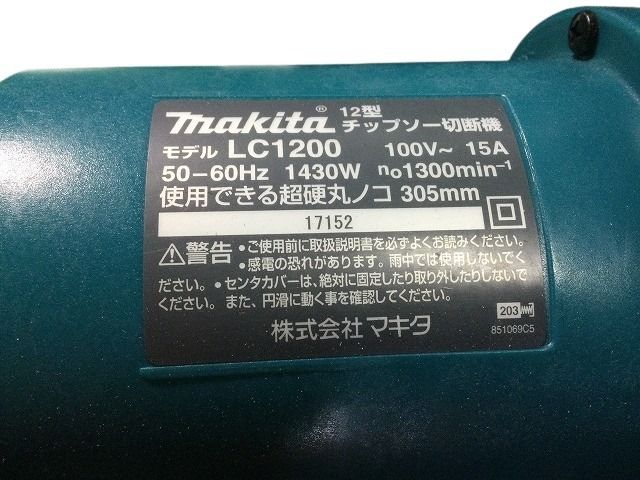 makita® 12型 チップソー切断機
モデル LC1200 100V～ 15A
50-60Hz 1430W n₀1300min⁻¹
使用できる超硬丸ノコ 305mm
17152
⚠警告 •ご使用前に取扱説明書を必ずよくお読みください。
•感電の恐れがあります。雨中では使用しないでく
ださい。•センタカバーは、絶対に固定したり取り外したりしないで
ください。また、円滑に動く事を確認してください。
203
株式会社 マキタ
851069C5